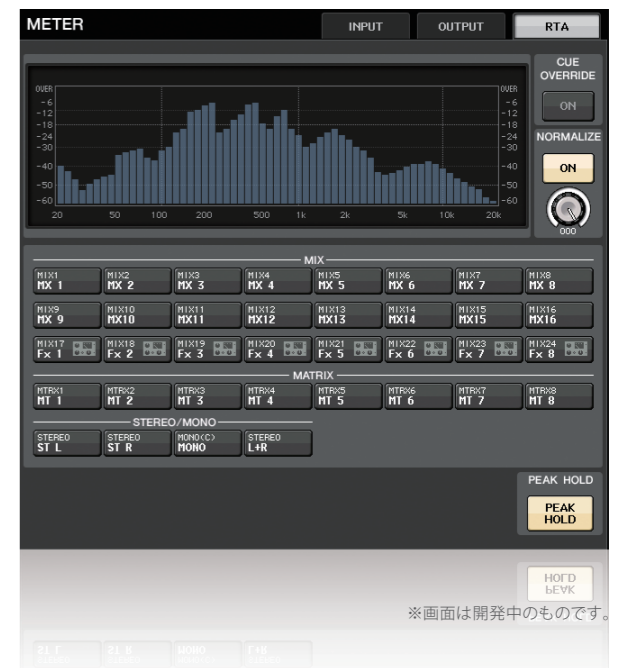 METER INPUT OUTPUT RTA
CUE
OVERRIDE
ON
NORMALIZE
ON
000
OVER OVER
-6 -6
-12 -12
-18 -18
-24 -24
-30 -30
-40 -40
-50 -50
-60 -60
20 50 100 200 500 1k 2k 5k 10k 20k
MIX
MIX1 MIX2 MIX3 MIX4 MIX5 MIX6 MIX7 MIX8
MX 1 MX 2 MX 3 MX 4 MX 5 MX 6 MX 7 MX 8
MIX9 MIX10 MIX11 MIX12 MIX13 MIX14 MIX15 MIX16
MX 9 MX10 MX11 MX12 MX13 MX14 MX15 MX16
MIX17 MIX18 MIX19 MIX20 MIX21 MIX22 MIX23 MIX24
Fx 1 Fx 2 Fx 3 Fx 4 Fx 5 Fx 6 Fx 7 Fx 8
MATRIX
MTRX1 MTRX2 MTRX3 MTRX4 MTRX5 MTRX6 MTRX7 MTRX8
MT 1 MT 2 MT 3 MT 4 MT 5 MT 6 MT 7 MT 8
STEREO/MONO
STEREO STEREO MONO(C) STEREO
ST L ST R MONO L+R
PEAK HOLD
PEAK
HOLD
※画面は開発中のものです。